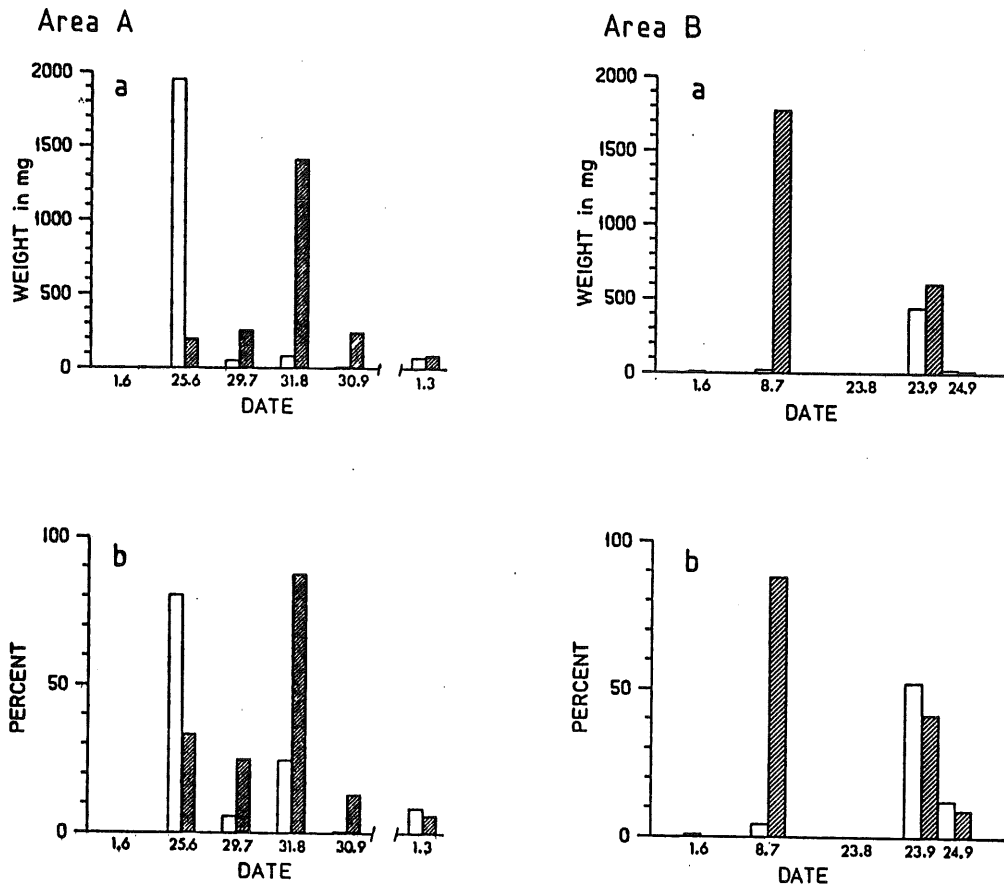 Area A
a
2000
1500
1000
500
0
WEIGHT in mg
1.6 25.6 29.7 31.8 30.9 1.3
DATE
Area B
a
2000
1500
1000
500
0
WEIGHT in mg
1.6 8.7 23.8 23.9 24.9
DATE
b
100
50
0
PERCENT
1,6 25.6 29.7 31.8 30.9 1.3
DATE
b
100
50
0
PERCENT
1.6 8.7 23.8 23.9 24.9
DATE